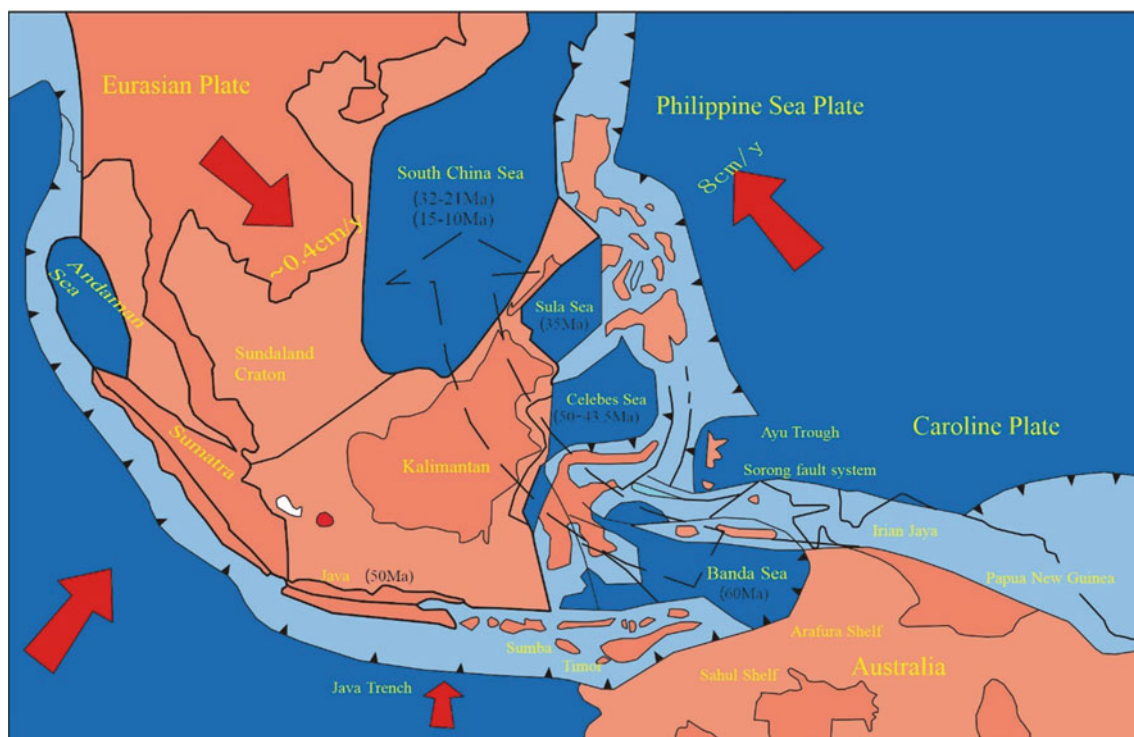 Eurasian Plate
Philippine Sea Plate
8cm/y
South China Sea
(32-21Ma)
(15-10Ma)
~0.4cm/y
Andaman
Sea
Sula Sea
(35Ma)
Sundaland
Craton
Celebes Sea
(50-43.5Ma)
Caroline Plate
Ayu Trough
Sumatra
Kalimantan
Sorong fault system
Irian Jaya
Java (50Ma)
Banda Sea
(60Ma)
Papua New Guinea
Arafura Shelf
Sumba
Timor
Sahul Shelf
Australia
Java Trench